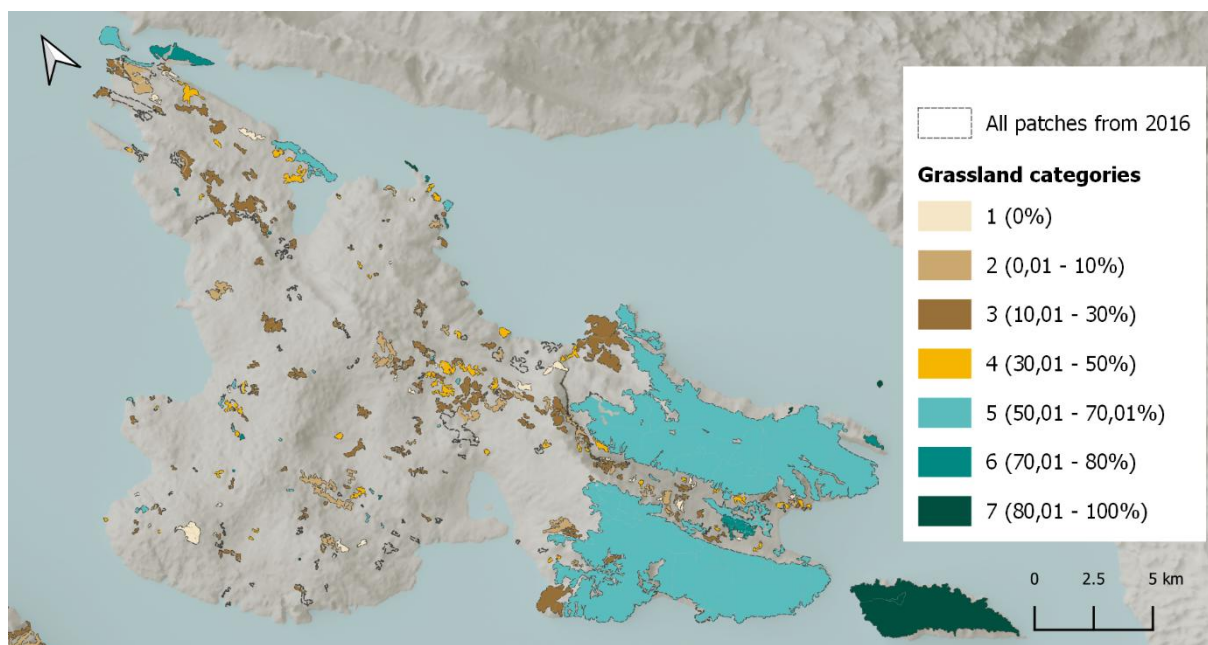 All patches from 2016
Grassland categories
1 (0%)
2 (0,01 - 10%)
3 (10,01 - 30%)
4 (30,01 - 50%)
5 (50,01 - 70,01%)
6 (70,01 - 80%)
7 (80,01 - 100%)
0 2.5 5 km